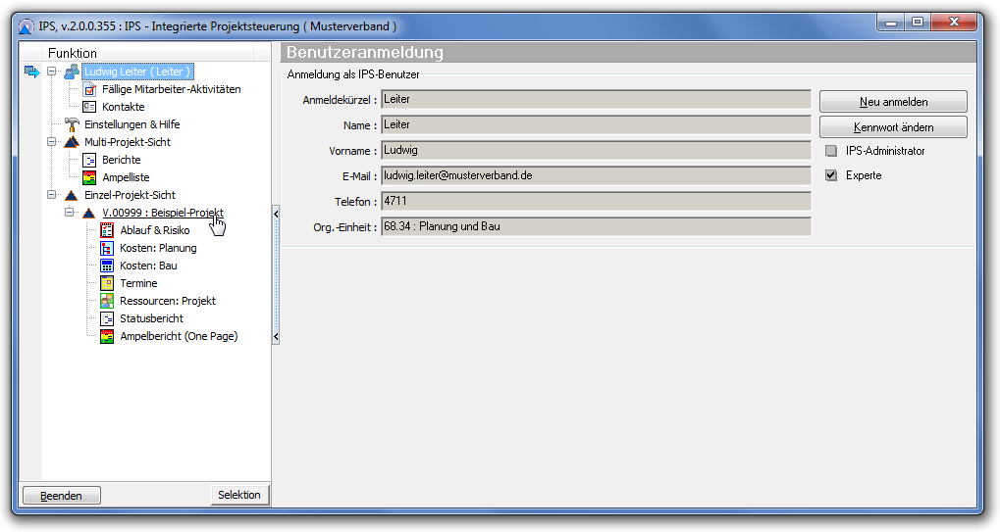 IPS, v.2.0.0.355 : IPS - Integrierte Projektsteuerung ( Musterverband )
Funktion
Ludwig Leiter ( Leiter )
Fällige Mitarbeiter-Aktivitäten
Kontakte
Einstellungen & Hilfe
Multi-Projekt-Sicht
Berichte
Ampelliste
Einzel-Projekt-Sicht
V.00999 : Beispiel-Projekt
Ablauf & Risiko
Kosten: Planung
Kosten: Bau
Termine
Ressourcen: Projekt
Statusbericht
Ampelbericht (One Page)
Beenden
Selektion
Benutzeranmeldung
Anmeldung als IPS-Benutzer
Anmeldekürzel : Leiter
Name : Leiter
Vorname : Ludwig
E-Mail : ludwig.leiter@musterverband.de
Telefon : 4711
Org.-Einheit : 68.34 : Planung und Bau
Neu anmelden
Kennwort ändern
IPS-Administrator
Experte